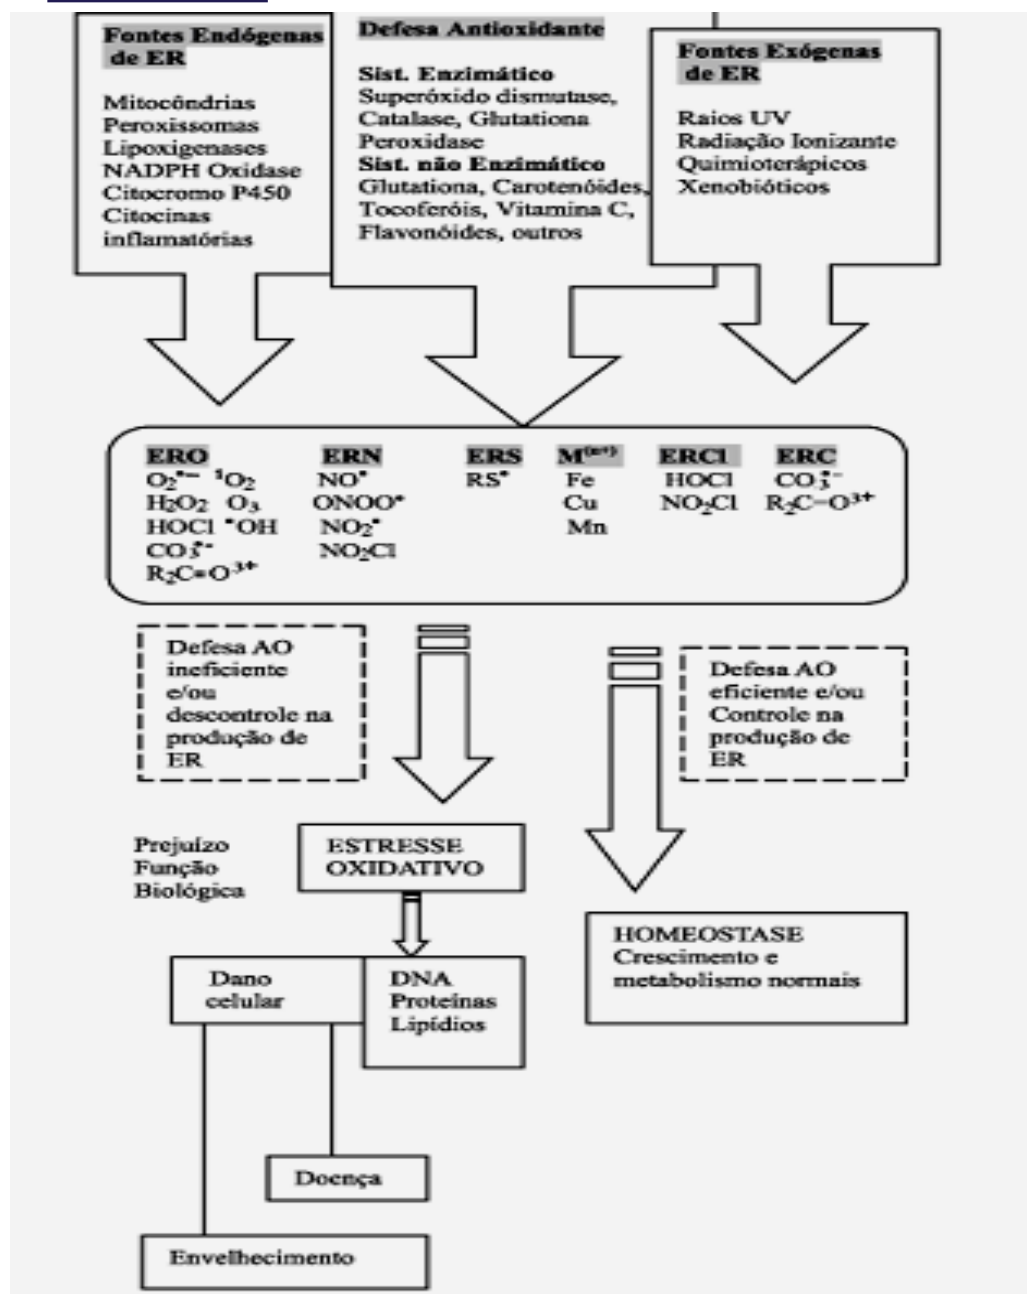 Fontes Endógenas
de ER
Mitocôndrias
Peroxissomas
Lipoxigenases
NADPH Oxidase
Citocromo P450
Citocinas
inflamatórias
Defesa Antioxidante
Sist. Enzimático
Superóxido dismutase,
Catalase, Glutationa
Peroxidase
Sist. não Enzimático
Glutationa, Carotenóides,
Tocoferóis, Vitamina C,
Flavonóides, outros
Fontes Exógenas
de ER
Raios UV
Radiação Ionizante
Quimioterápicos
Xenobióticos
ERO
O₂•− ¹O₂
H₂O₂ O₃
HOCl •OH
CO₃•-
R₂C=O³⁺
ERN
NO•
ONOO•
NO₂•
NO₂Cl
ERS
RS•
M⁽ⁿ⁺⁾
Fe
Cu
Mn
ERCl
HOCl
NO₂Cl
ERC
CO₃•-
R₂C−O³⁺
Defesa AO
ineficiente
e/ou
descontrole na
produção de
ER
Defesa AO
eficiente e/ou
Controle na
produção de
ER
Prejuízo
Função
Biológica
ESTRESSE
OXIDATIVO
HOMEOSTASE
Crescimento e
metabolismo normais
Dano
celular
DNA
Proteínas
Lipídios
Doença
Envelhecimento